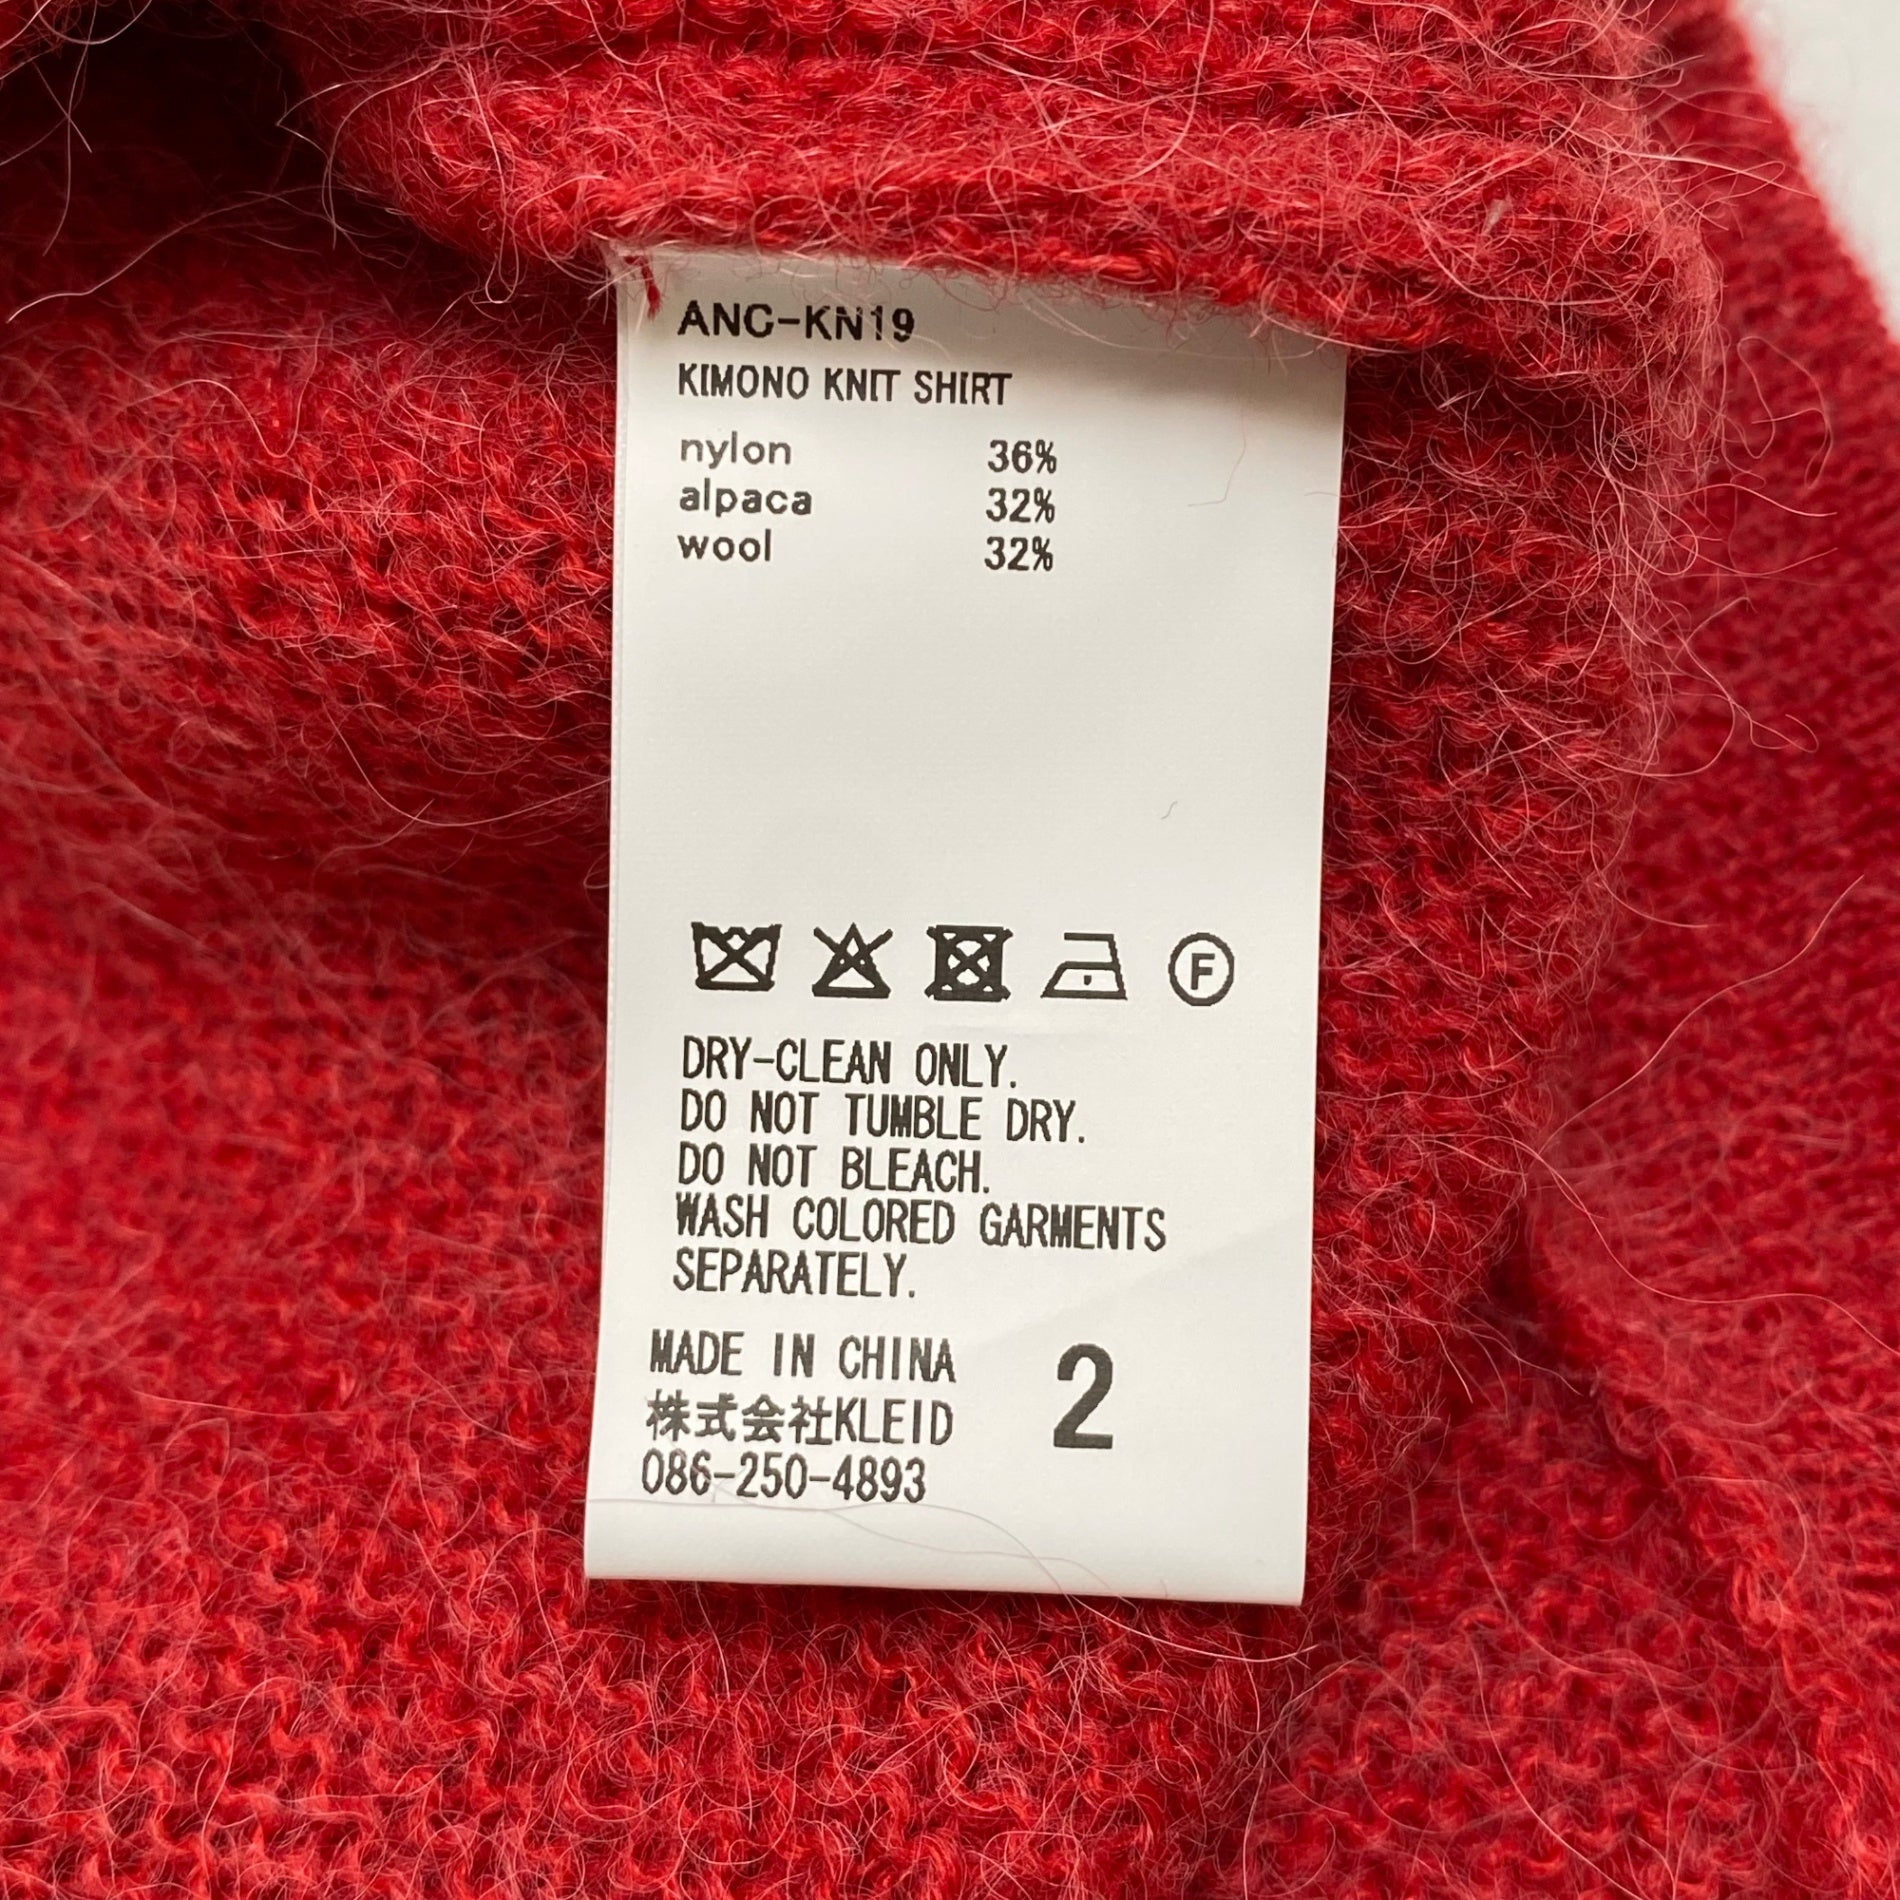 ANC-KN19
KIMONO KNIT SHIRT
nylon 36%
alpaca 32%
wool 32%
F
DRY-CLEAN ONLY.
DO NOT TUMBLE DRY.
DO NOT BLEACH.
WASH COLORED GARMENTS
SEPARATELY.
MADE IN CHINA
株式会社KLEID
086-250-4893
2